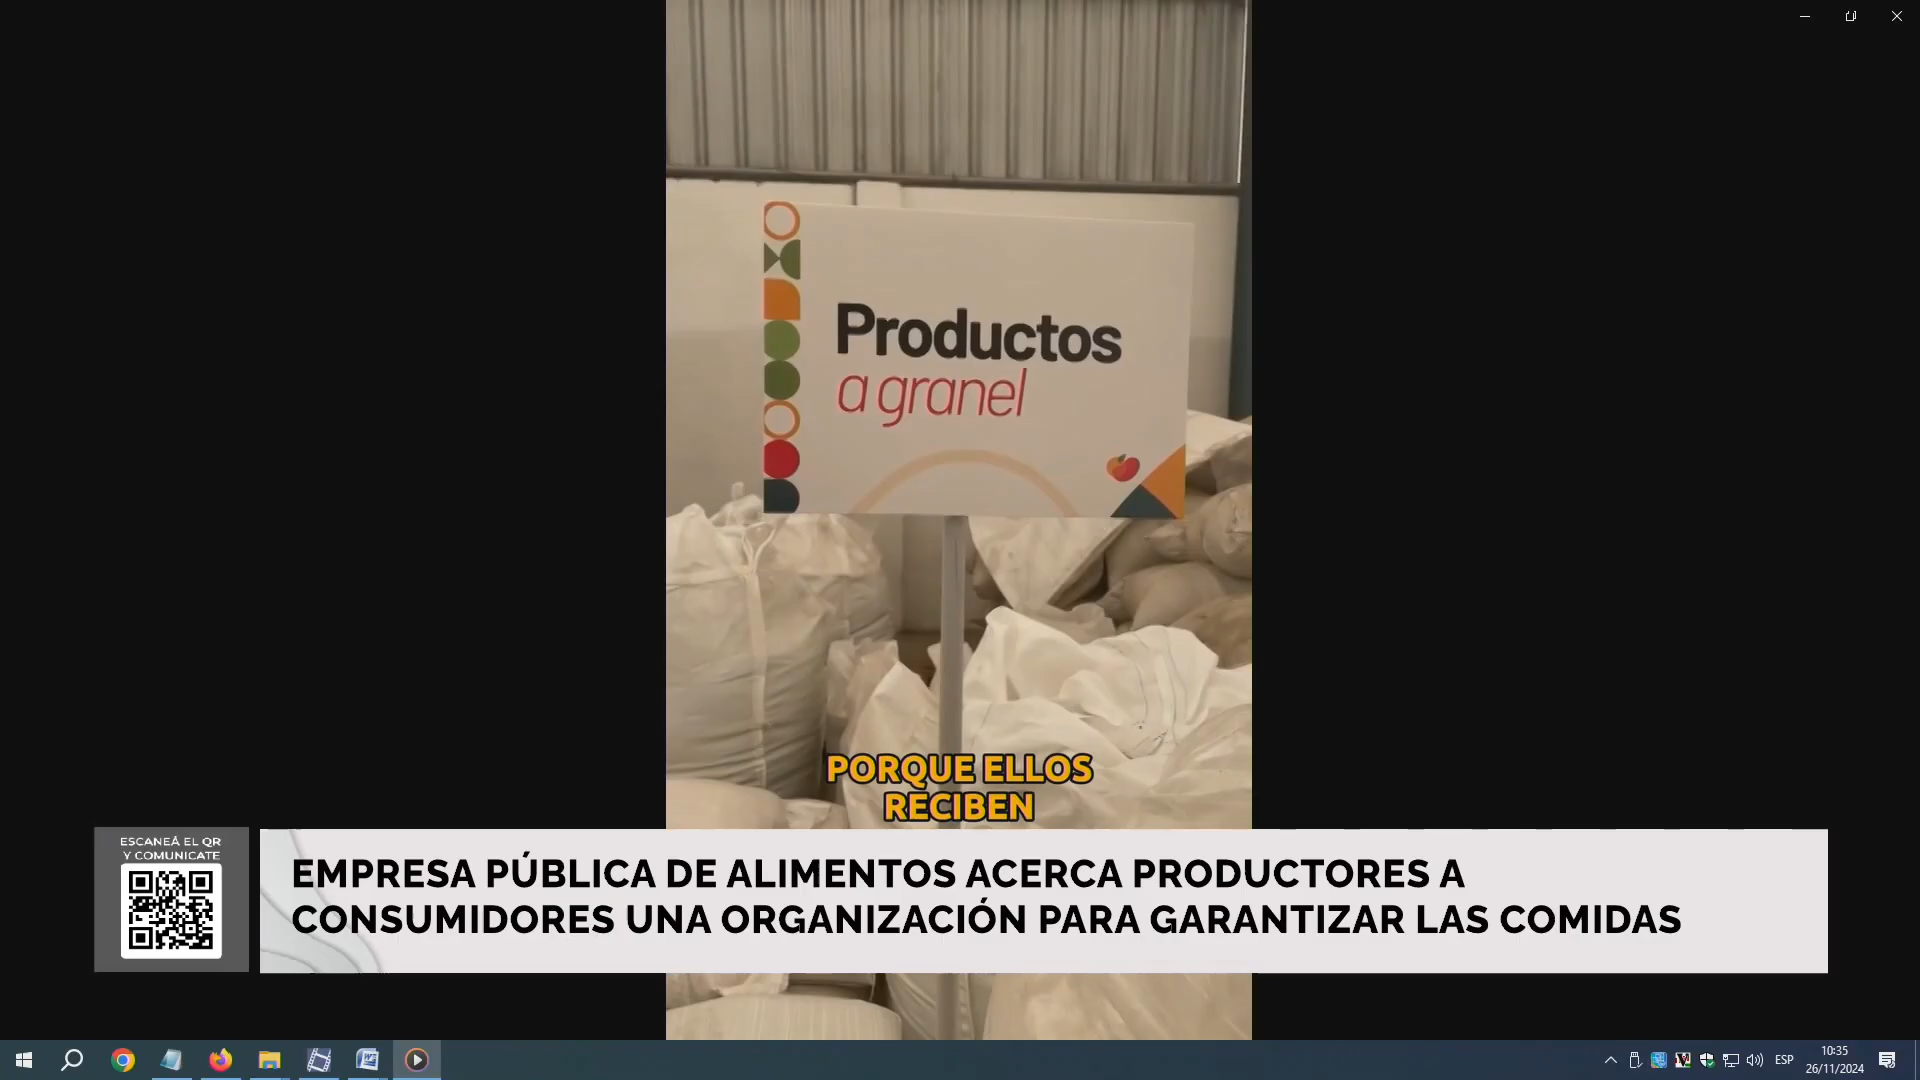 Productos
a granel
PORQUE ELLOS
RECIBEN
ESCANEÁ EL QR
Y COMUNICATE
EMPRESA PÚBLICA DE ALIMENTOS ACERCA PRODUCTORES A
CONSUMIDORES UNA ORGANIZACIÓN PARA GARANTIZAR LAS COMIDAS
ESP
10:35
26/11/2024